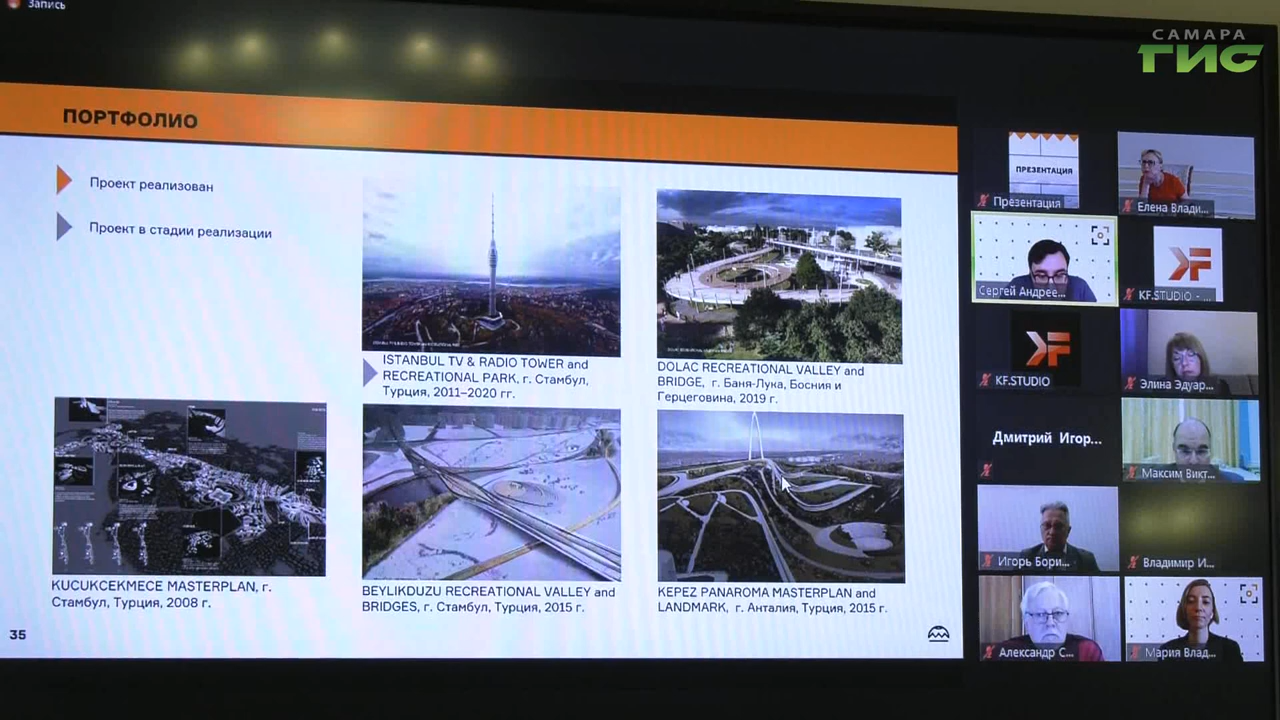 Запись
САМАРА
ГИС
ПОРТФОЛИО
Проект реализован
Проект в стадии реализации
ISTANBUL TV & RADIO TOWER and
RECREATIONAL PARK, г. Стамбул,
Турция, 2011–2020 гг.
DOLAC RECREATIONAL VALLEY and
BRIDGE, г. Баня-Лука, Босния и
Герцеговина, 2019 г.
KUCUKCEKMECE MASTERPLAN, г.
Стамбул, Турция, 2008 г.
BEYLIKDUZU RECREATIONAL VALLEY and
BRIDGES, г. Стамбул, Турция, 2015 г.
KEPEZ PANAROMA MASTERPLAN and
LANDMARK, г. Анталия, Турция, 2015 г.
35
ПРЕЗЕНТАЦИЯ
Презентация
Елена Влади...
Сергей Андрее...
KF
KF.STUDIO - ...
KF
KF.STUDIO
Элина Эдуар...
Дмитрий Игор...
Максим Викт...
Игорь Бори...
Владимир И...
Александр С...
Мария Влад...